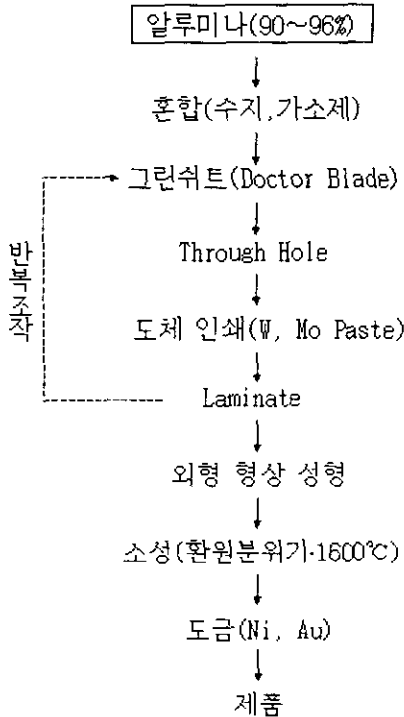 알루미나(90~96%)
혼합(수지,가소제)
그린쉬트(Doctor Blade)
Through Hole
반복조작
도체 인쇄(W, Mo Paste)
Laminate
외형 형상 성형
소성(환원분위기·1600℃)
도금(Ni, Au)
제품